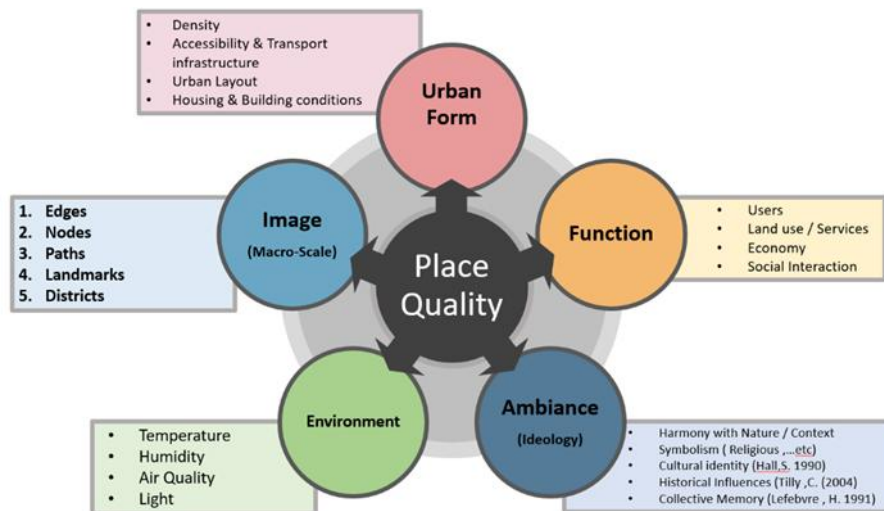 • Density
• Accessibility & Transport
infrastructure
• Urban Layout
• Housing & Building conditions
Urban
Form
1. Edges
2. Nodes
3. Paths
4. Landmarks
5. Districts
Image
(Macro-Scale)
Place
Quality
Function
• Users
• Land use / Services
• Economy
• Social Interaction
• Temperature
• Humidity
• Air Quality
• Light
Environment
Ambiance
(Ideology)
• Harmony with Nature / Context
• Symbolism ( Religious ,...etc)
• Cultural identity (Hall,S. 1990)
• Historical Influences (Tilly ,C. (2004)
• Collective Memory (Lefebvre , H. 1991)